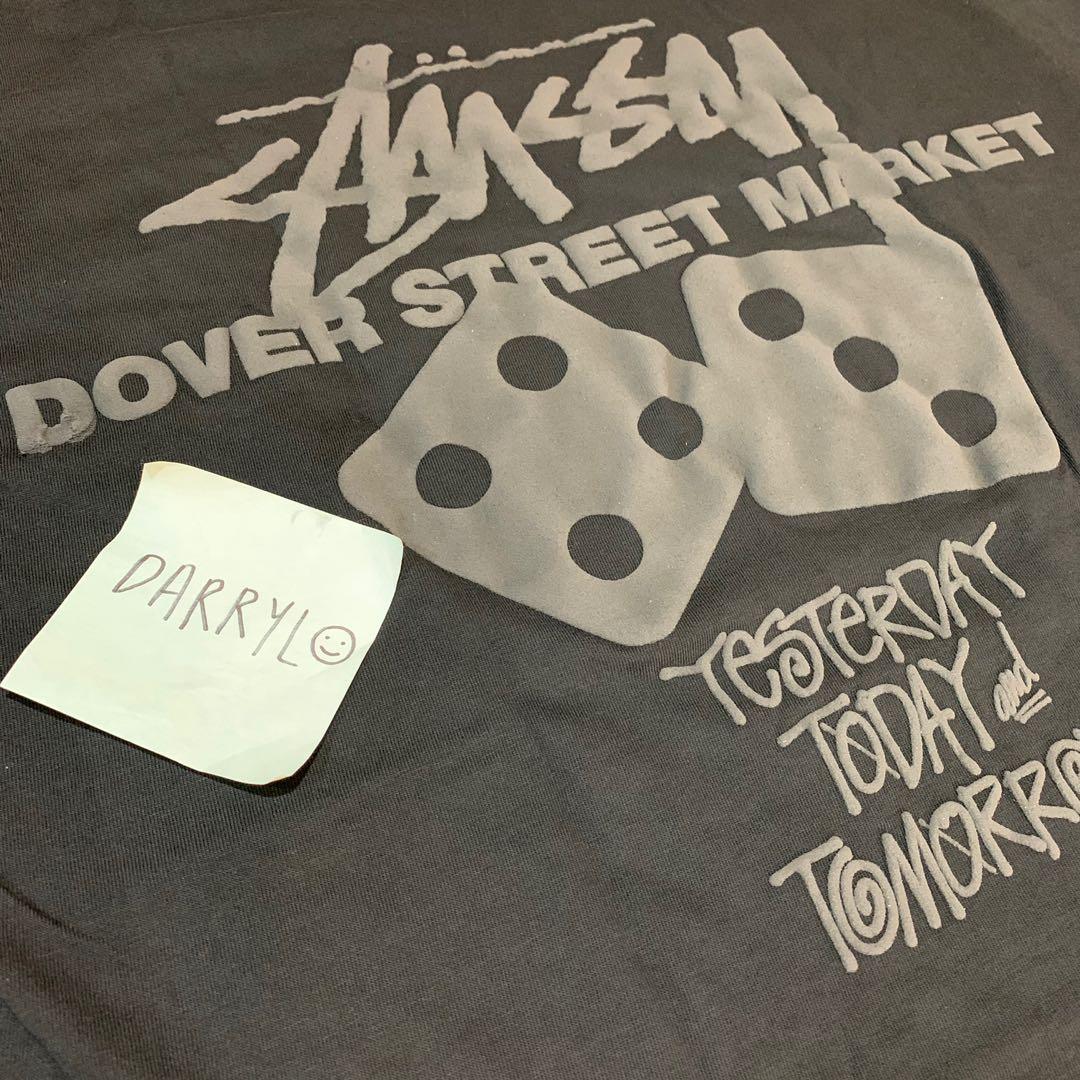 Stüssy
DOVER STREET MARKET
DARRYL
YESTERDAY
TODAY and
TOMORRO